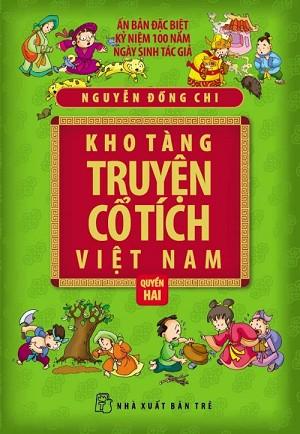 ẤN BẢN ĐẶC BIỆT
KỶ NIỆM 100 NĂM
NGÀY SINH TÁC GIẢ
NGUYỄN ĐỔNG CHI
KHO TÀNG
TRUYỆN
CỔ TÍCH
VIỆT NAM
QUYỂN
HAI
NHÀ XUẤT BẢN TRẺ